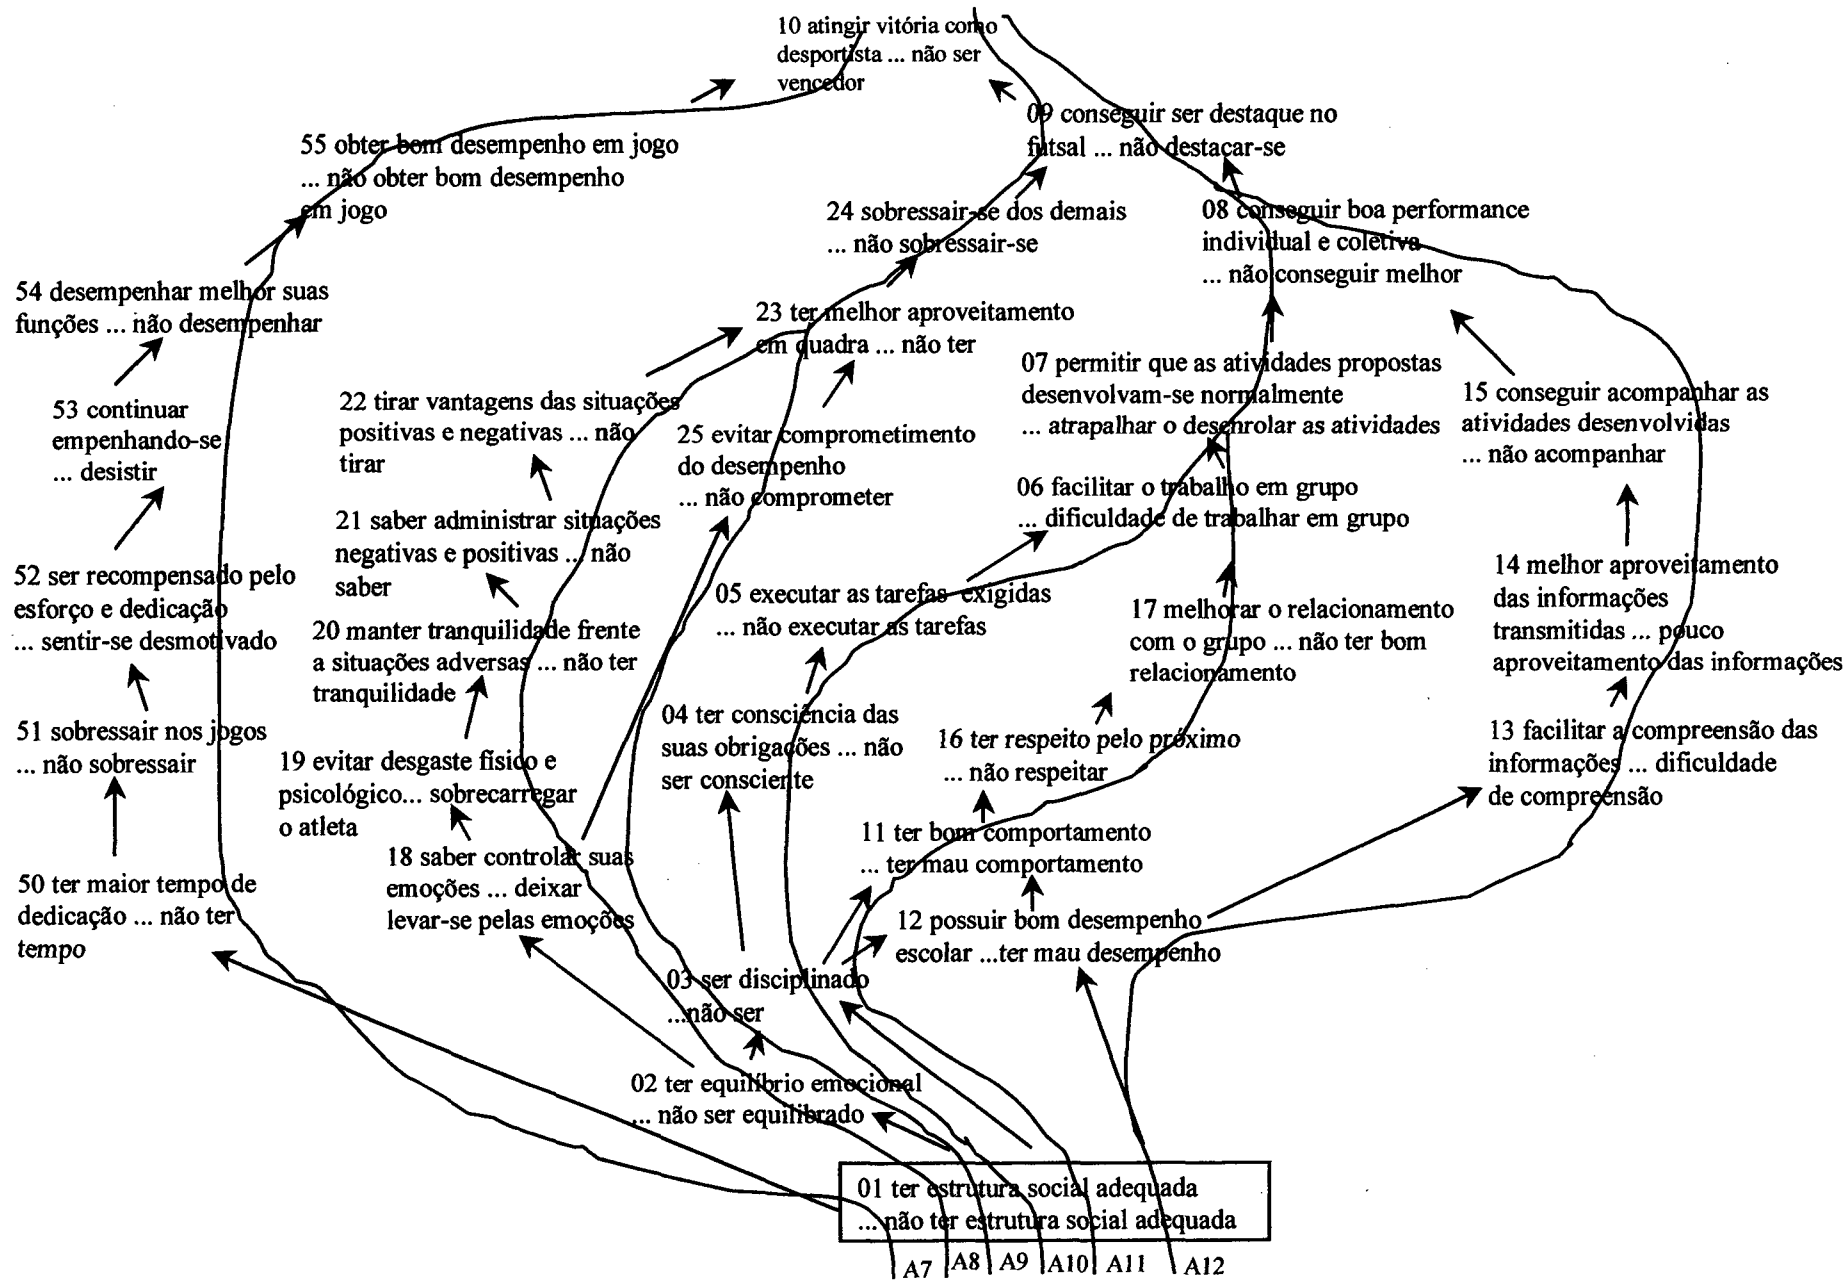 10 atingir vitória como
desportista ... não ser
vencedor
09 conseguir ser destaque no
futsal ... não destacar-se
55 obter bom desempenho em jogo
... não obter bom desempenho
em jogo
24 sobressair-se dos demais
... não sobressair-se
08 conseguir boa performance
individual e coletiva
... não conseguir melhor
54 desempenhar melhor suas
funções ... não desempenhar
23 ter melhor aproveitamento
em quadra ... não ter
07 permitir que as atividades propostas
desenvolvam-se normalmente
... atrapalhar o desenrolar as atividades
15 conseguir acompanhar as
atividades desenvolvidas
... não acompanhar
53 continuar
empenhando-se
... desistir
22 tirar vantagens das situações
positivas e negativas ... não
tirar
25 evitar comprometimento
do desempenho
... não comprometer
06 facilitar o trabalho em grupo
... dificuldade de trabalhar em grupo
21 saber administrar situações
negativas e positivas ... não
saber
52 ser recompensado pelo
esforço e dedicação
... sentir-se desmotivado
05 executar as tarefas exigidas
... não executar as tarefas
17 melhorar o relacionamento
com o grupo ... não ter bom
relacionamento
14 melhor aproveitamento
das informações
transmitidas ... pouco
aproveitamento das informações
20 manter tranquilidade frente
a situações adversas ... não ter
tranquilidade
51 sobressair nos jogos
... não sobressair
04 ter consciência das
suas obrigações ... não
ser consciente
16 ter respeito pelo próximo
... não respeitar
13 facilitar a compreensão das
informações ... dificuldade
de compreensão
19 evitar desgaste físico e
psicológico... sobrecarregar
o atleta
11 ter bom comportamento
... ter mau comportamento
18 saber controlar suas
emoções ... deixar
levar-se pelas emoções
50 ter maior tempo de
dedicação ... não ter
tempo
12 possuir bom desempenho
escolar ...ter mau desempenho
03 ser disciplinado
...não ser
02 ter equilíbrio emocional
... não ser equilibrado
01 ter estrutura social adequada
... não ter estrutura social adequada
A7 A8 A9 A10 A11 A12